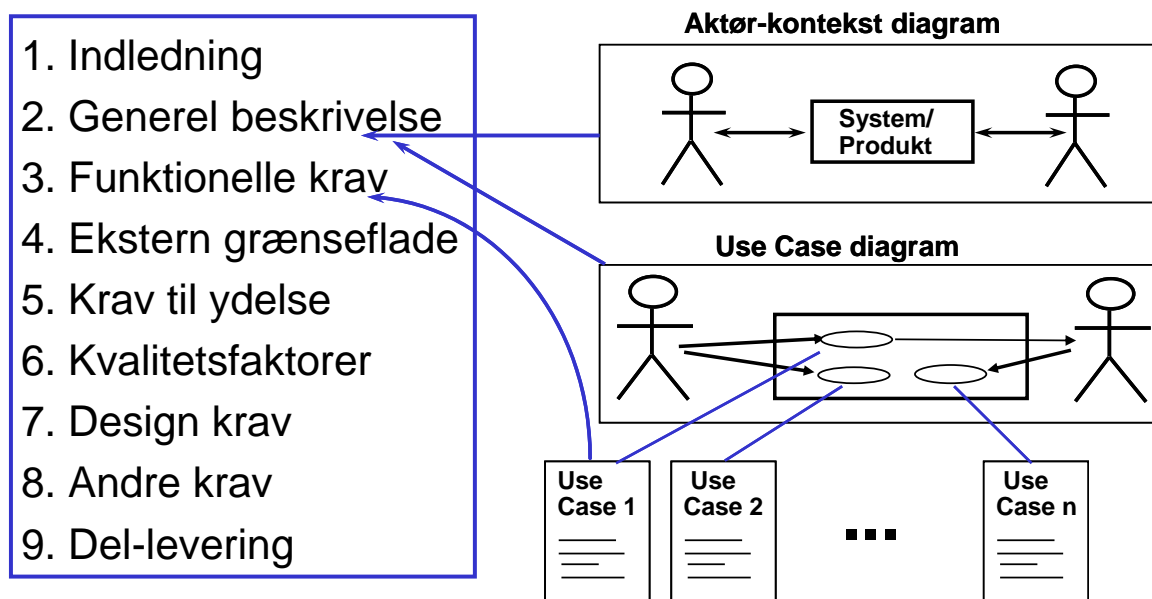 1. Indledning
2. Generel beskrivelse
3. Funktionelle krav
4. Ekstern grænseflade
5. Krav til ydelse
6. Kvalitetsfaktorer
7. Design krav
8. Andre krav
9. Del-levering
Aktør-kontekst diagram
System/
Produkt
Use Case diagram
Use
Case 1
Use
Case 2
...
Use
Case n